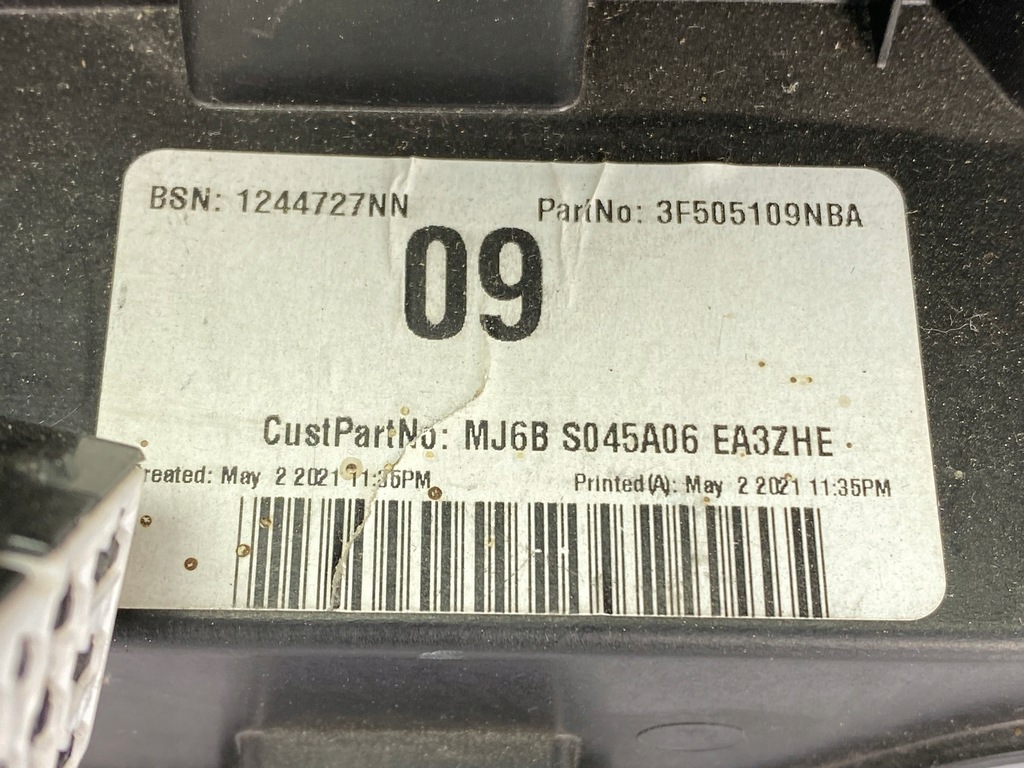 BSN: 1244727NN PartNo: 3F505109NBA
09
CustPartNo: MJ6B S045A06 EA3ZHE
reated: May 2 2021 11:35PM Printed(A): May 2 2021 11:35PM